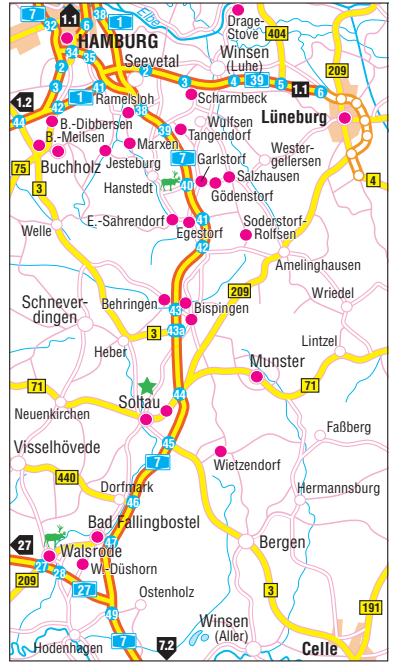 7
1.1
32
6
38
1
Elbe
Drage-
Stove
404
HAMBURG
34
35
Seevetal
Winsen
(Luhe)
209
2
2
3
4
39
5
1.1
6
3
41
1.2
42
1
Ramelsloh
Scharmbeck
44
38
Lüneburg
B.-Dibbersen
39
Wulfsen
B.-Meilsen
Marxen
Tangendorf
75
Buchholz
Jesteburg
7
Garlstorf
Wester-
gellersen
Hanstedt
40
Salzhausen
4
3
Gödenstorf
E.-Sahrendorf
41
Soderstorf-
Rolfsen
Welle
Egestorf
42
Amelinghausen
Schnever-
dingen
Behringen
209
Wriedel
43
Bispingen
3
43a
Lintzel
Heber
Munster
71
71
44
Soltau
Neuenkirchen
Faßberg
Visselhövede
45
7
Wietzendorf
440
Dorfmark
46
Hermannsburg
Bad Fallingbostel
27
47
Walsrode
Bergen
27
28
W.-Düshorn
209
27
3
Ostenholz
191
49
Winsen
(Aller)
Hodenhagen
7
7.2
Celle